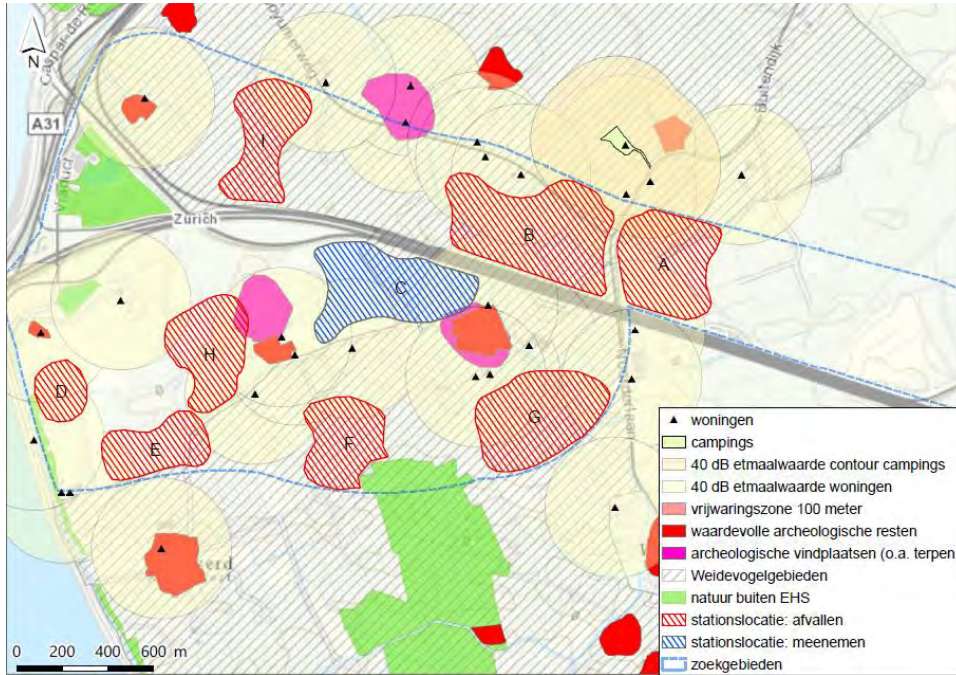 N
A31
Viaduct
Zurich
Buitendijk
I
B
A
C
H
D
E
F
G
woningen
campings
40 dB etmaalwaarde contour campings
40 dB etmaalwaarde woningen
vrijwaringszone 100 meter
waardevolle archeologische resten
archeologische vindplaatsen (o.a. terpen
Weidevogelgebieden
natuur buiten EHS
stationslocatie: afvallen
stationslocatie: meenemen
zoekgebieden
0 200 400 600 m